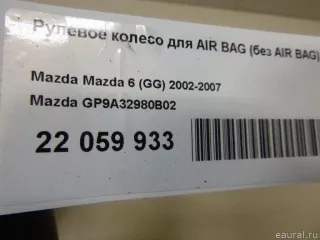 Рулевое колесо для AIR BAG (без AIR BAG)
Mazda Mazda 6 (GG) 2002-2007
Mazda GP9A32980B02
22 059 933
eaural.ru